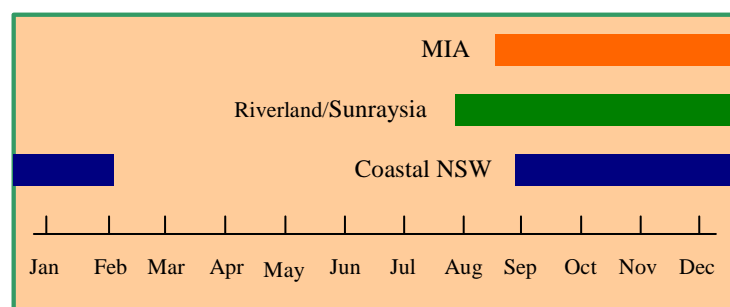 MIA
Riverland/Sunraysia
Coastal NSW
Jan Feb Mar Apr May Jun Jul Aug Sep Oct Nov Dec